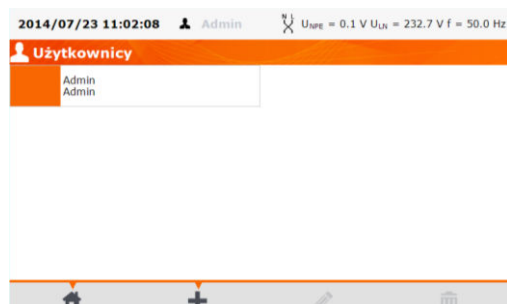 2014/07/23 11:02:08 Admin N L UNPE = 0.1 V ULN = 232.7 V f = 50.0 Hz
Użytkownicy
Admin
Admin